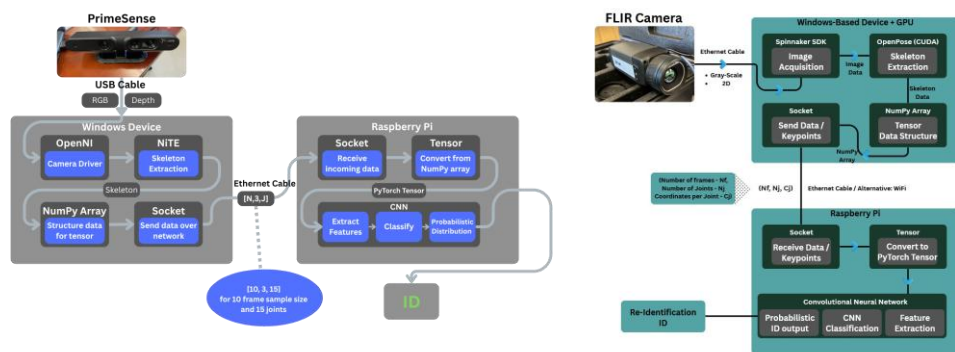 PrimeSense
USB Cable
RGB
Depth
Windows Device
OpenNI
Camera Driver
NiTE
Skeleton
Extraction
Skeleton
NumPy Array
Structure data
for tensor
Socket
Send data over
network
Ethernet Cable
[N,3,J]
[10, 3, 15]
for 10 frame sample size
and 15 joints
Raspberry Pi
Socket
Receive
incoming data
Tensor
Convert from
NumPy array
PyTorch Tensor
CNN
Extract
Features
Classify
Probabilistic
Distribution
ID
FLIR Camera
Ethernet Cable
• Gray-Scale
• 2D
Windows-Based Device + GPU
Spinnaker SDK
Image
Acquisition
Image
Data
OpenPose (CUDA)
Skeleton
Extraction
Skeleton
Data
Socket
Send Data /
Keypoints
NumPy
Array
NumPy Array
Tensor
Data Structure
(Number of frames - Nf,
Number of Joints - Nj
Coordinates per Joint - Cj)
(Nf, Nj, Cj)
Ethernet Cable / Alternative: WiFi
Raspberry Pi
Socket
Receive Data /
Keypoints
Tensor
Convert to
PyTorch Tensor
Convolutional Neural Network
Probabilistic
ID output
CNN
Classification
Feature
Extraction
Re-Identification
ID